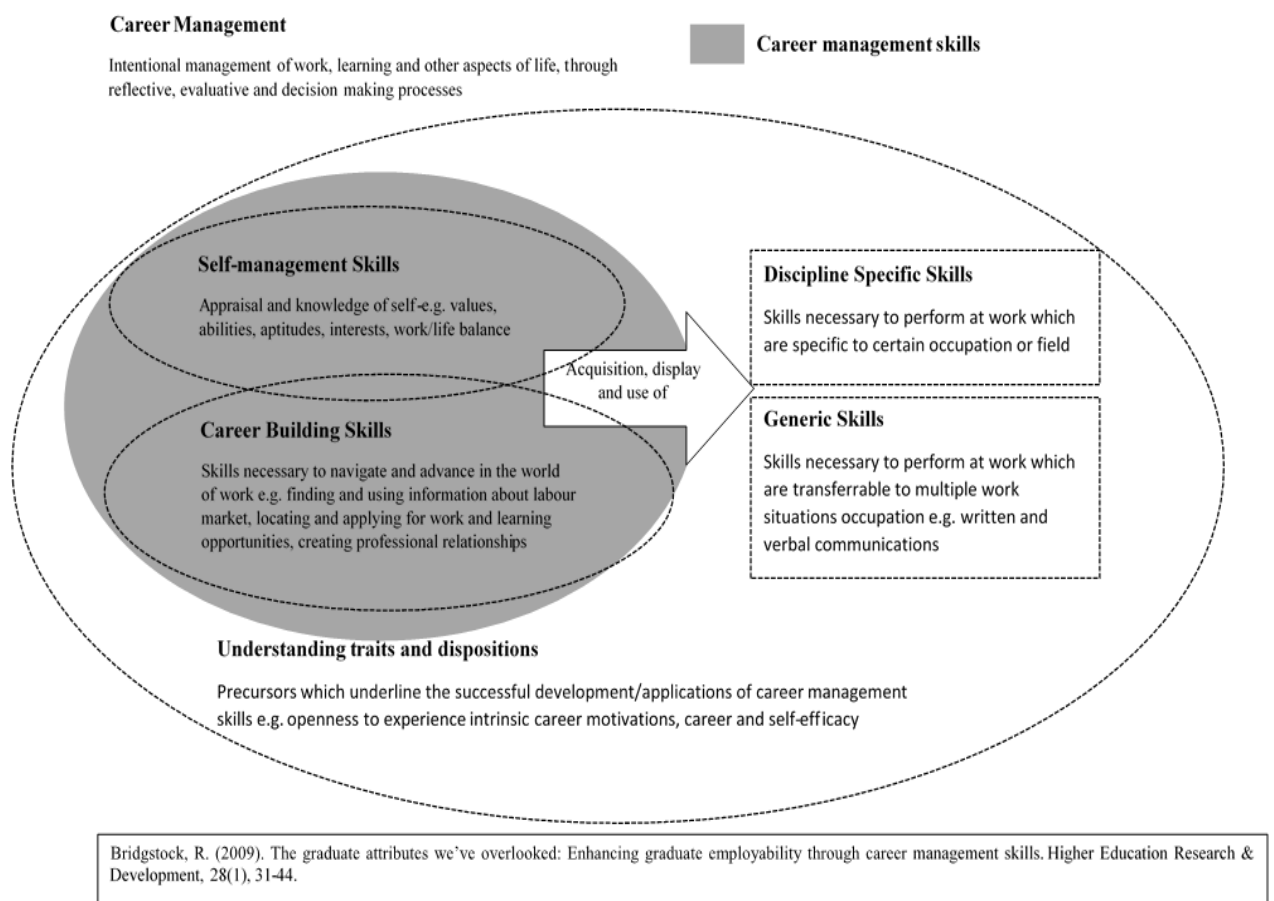 Career Management
Intentional management of work, learning and other aspects of life, through
reflective, evaluative and decision making processes
Career management skills
Self-management Skills
Appraisal and knowledge of self-e.g. values,
abilities, aptitudes, interests, work/life balance
Acquisition, display
and use of
Career Building Skills
Skills necessary to navigate and advance in the world
of work e.g. finding and using information about labour
market, locating and applying for work and learning
opportunities, creating professional relationships
Discipline Specific Skills
Skills necessary to perform at work which
are specific to certain occupation or field
Generic Skills
Skills necessary to perform at work which
are transferrable to multiple work
situations occupation e.g. written and
verbal communications
Understanding traits and dispositions
Precursors which underline the successful development/applications of career management
skills e.g. openness to experience intrinsic career motivations, career and self-efficacy
Bridgstock, R. (2009). The graduate attributes we've overlooked: Enhancing graduate employability through career management skills. Higher Education Research &
Development, 28(1), 31-44.